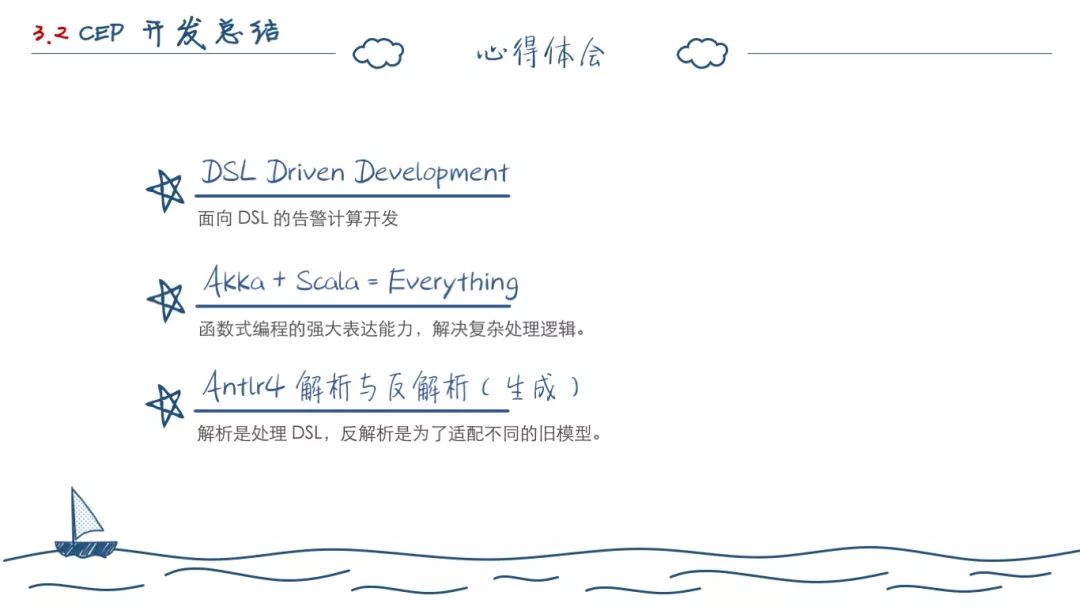 3.2 CEP 开发总结
心得体会
DSL Driven Development
面向 DSL 的告警计算开发
Akka + Scala = Everything
函数式编程的强大表达能力，解决复杂处理逻辑。
Antlr4 解析与反解析（生成）
解析是处理 DSL，反解析是为了适配不同的旧模型。